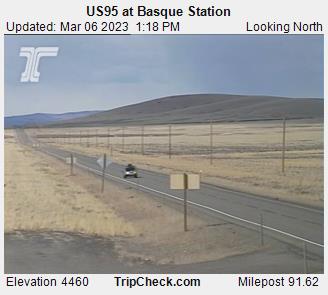 US95 at Basque Station
Updated: Mar 06 2023 1:18 PM Looking North
Elevation 4460 TripCheck.com Milepost 91.62